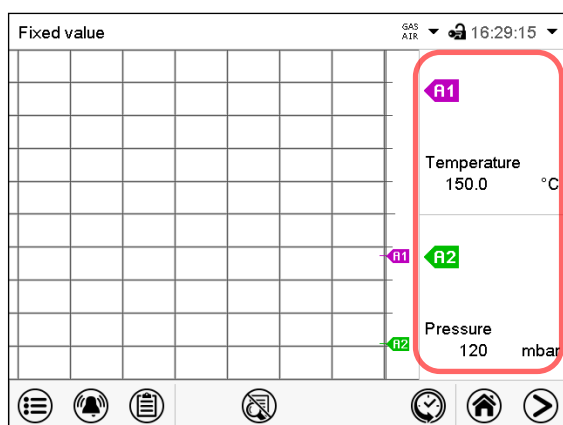 Fixed value
GAS
AIR
16:29:15
A1
Temperature
150.0 °C
A1
A2
A2
Pressure
120 mbar